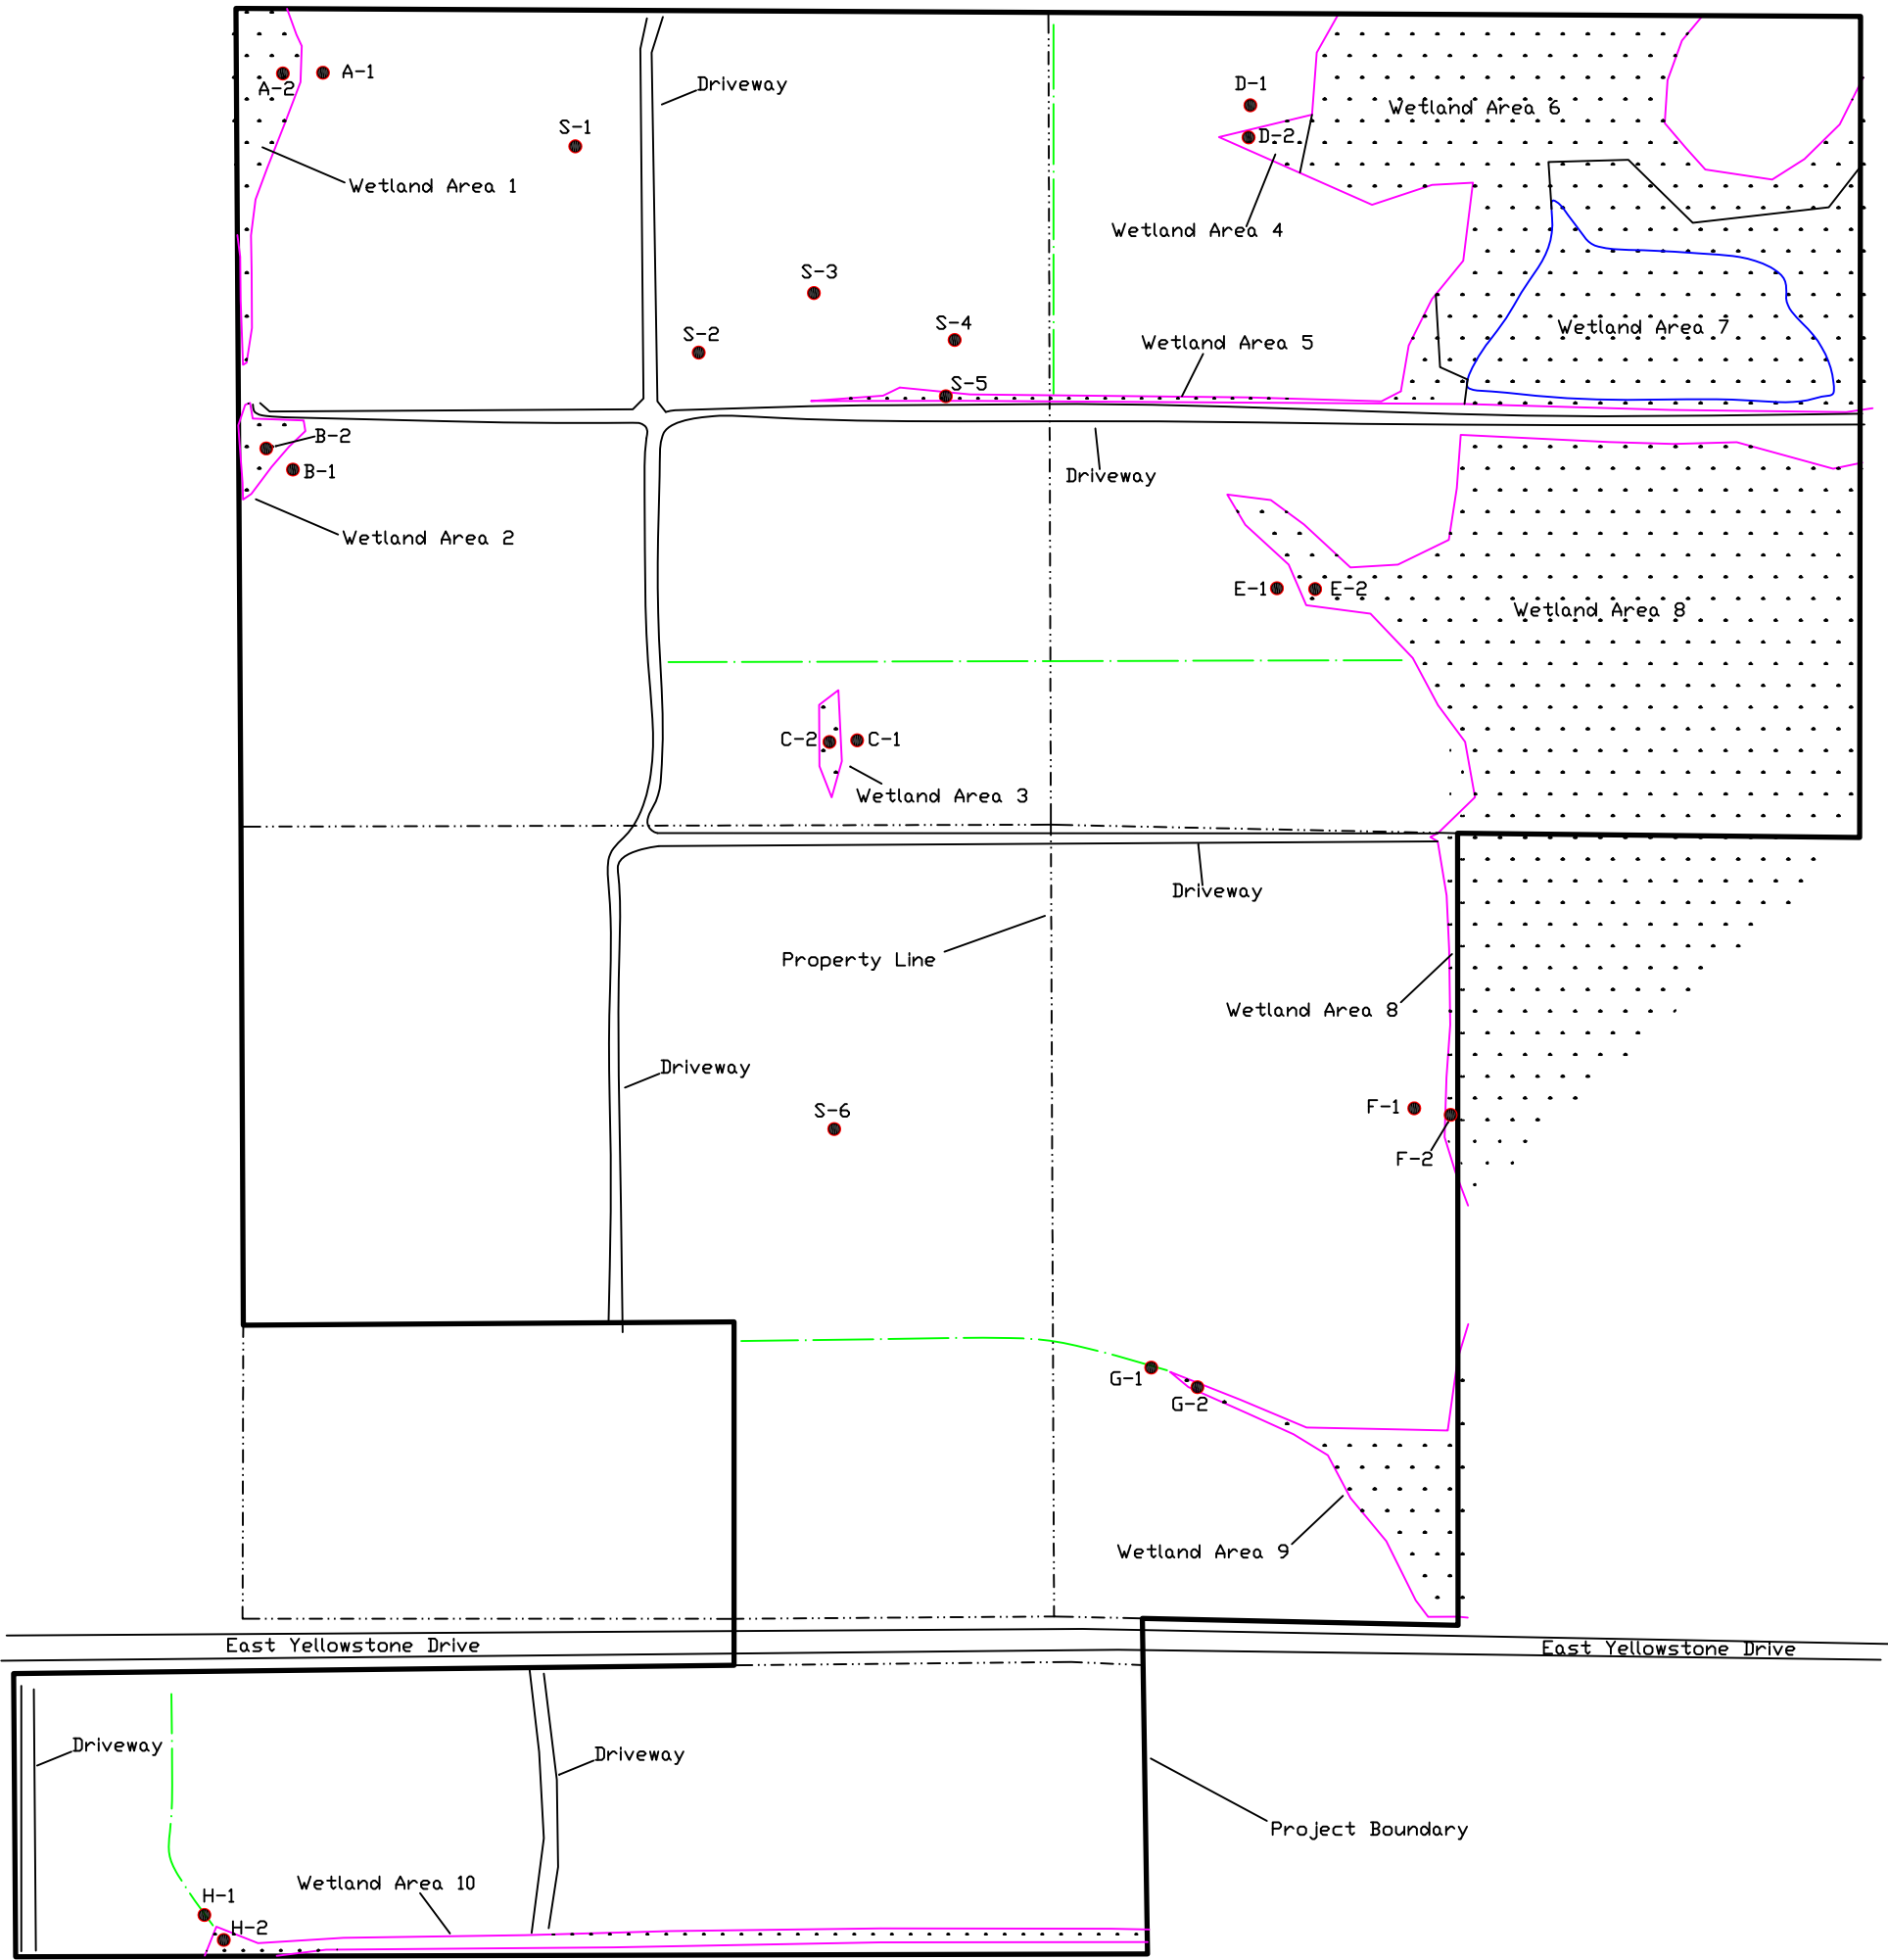 A-1
A-2
Driveway
D-1
Wetland Area 6
S-1
D-2
Wetland Area 1
Wetland Area 4
S-3
S-4
S-2
Wetland Area 5
Wetland Area 7
S-5
B-2
B-1
Driveway
Wetland Area 2
E-1
E-2
Wetland Area 8
C-2
C-1
Wetland Area 3
Driveway
Property Line
Wetland Area 8
Driveway
S-6
F-1
F-2
G-1
G-2
Wetland Area 9
East Yellowstone Drive
East Yellowstone Drive
Driveway
Driveway
Project Boundary
Wetland Area 10
H-1
H-2